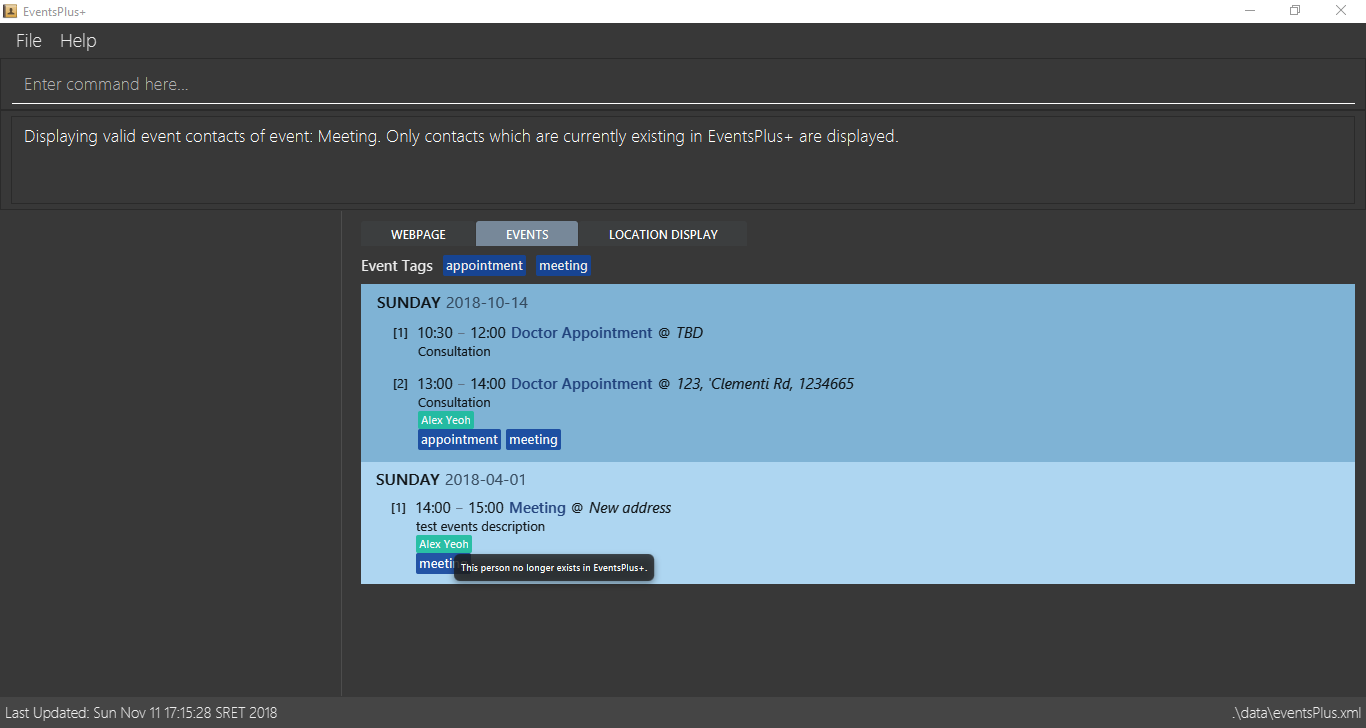 EventsPlus+
File Help
Enter command here...
Displaying valid event contacts of event: Meeting. Only contacts which are currently existing in EventsPlus+ are displayed.
WEBPAGE EVENTS LOCATION DISPLAY
Event Tags appointment meeting
SUNDAY 2018-10-14
[1] 10:30 – 12:00 Doctor Appointment @ TBD
Consultation
[2] 13:00 – 14:00 Doctor Appointment @ 123, 'Clementi Rd, 1234665
Consultation
Alex Yeoh
appointment meeting
SUNDAY 2018-04-01
[1] 14:00 – 15:00 Meeting @ New address
test events description
Alex Yeoh
This person no longer exists in EventsPlus+.
Last Updated: Sun Nov 11 17:15:28 SRET 2018 .\data\eventsPlus.xml